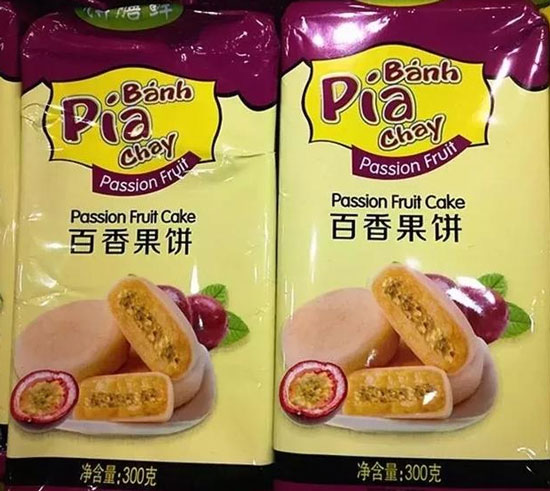 Bánh
Pía
chay
Passion Fruit
Passion Fruit Cake
百香果饼
净含量:300克
Bánh
Pía
chay
Passion Fruit
Passion Fruit Cake
百香果饼
净含量:300克